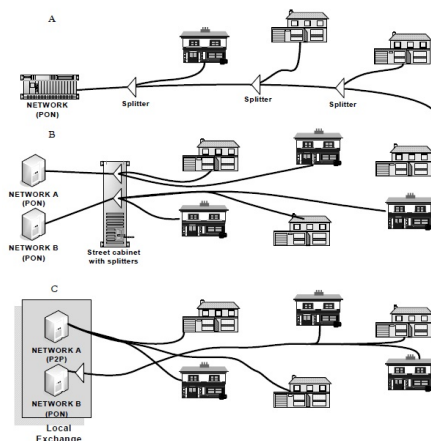 A
NETWORK
(PON)
Splitter
Splitter
Splitter
B
NETWORK A
(PON)
NETWORK B
(PON)
Street cabinet
with splitters
C
NETWORK A
(P2P)
NETWORK B
(PON)
Local
Exchange